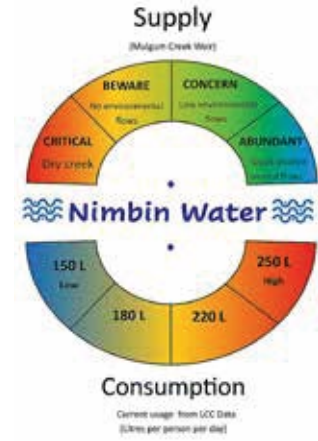 Supply
(Mulgum Creek Weir)
BEWARE
No environmental
flows
CONCERN
Low environmental
flows
CRITICAL
Dry creek
ABUNDANT
Nimbin Water
150 L
Low
180 L
220 L
250 L
High
Consumption
Current usage from LCC Data
(Litres per person per day)